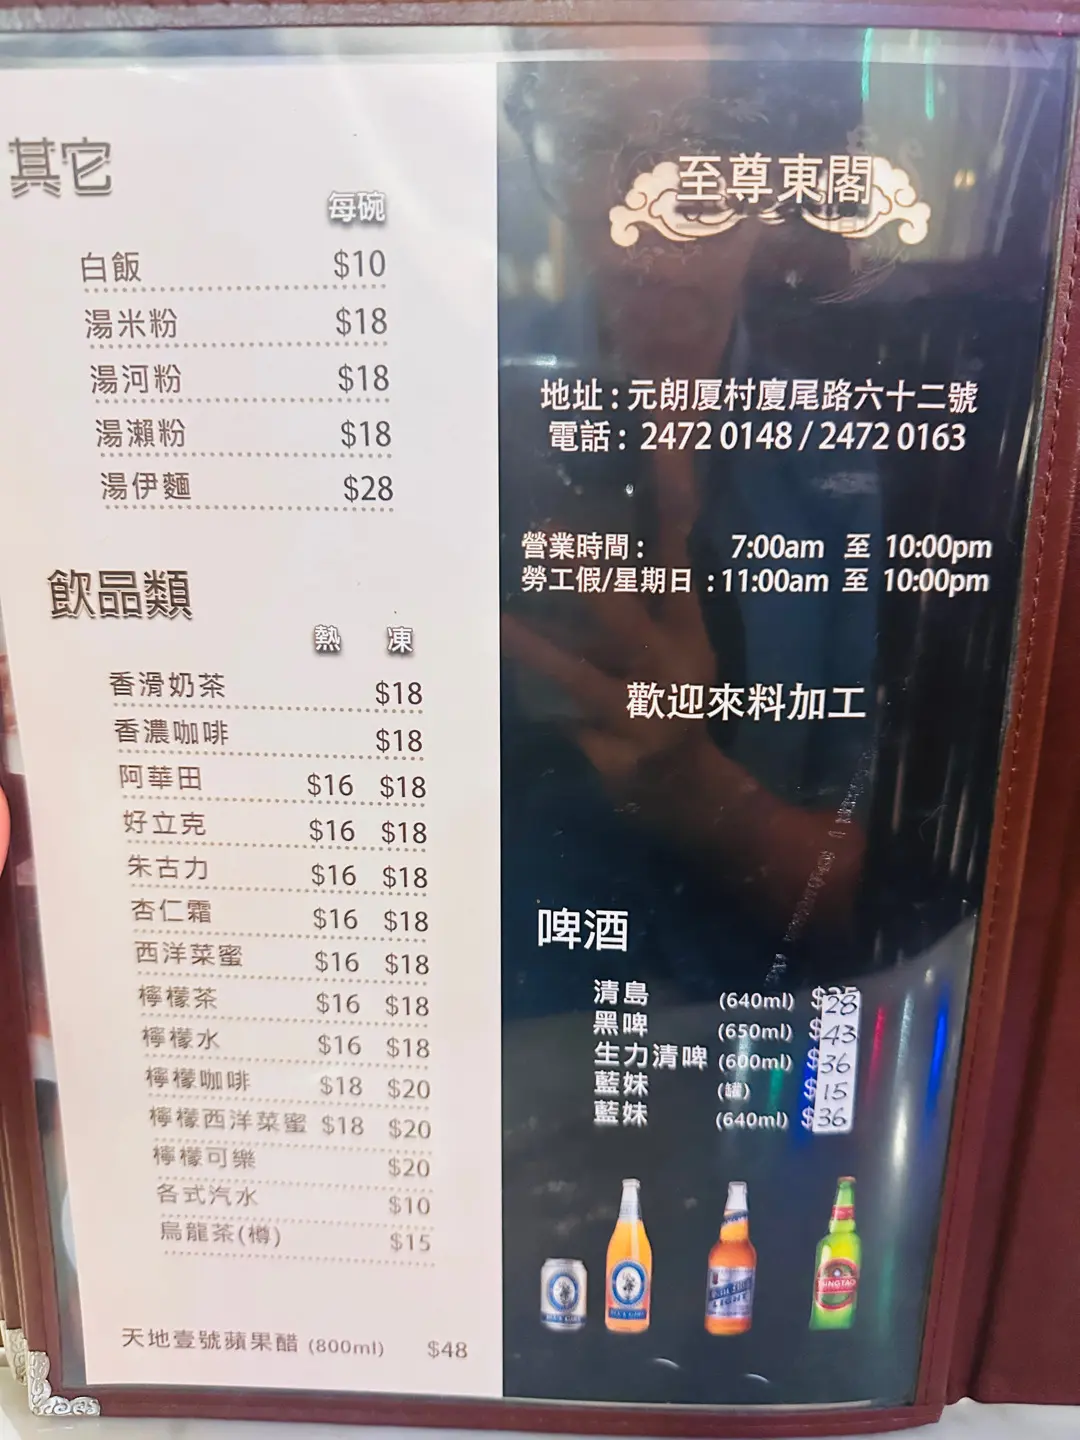 其它
每碗
白飯 $10
湯米粉 $18
湯河粉 $18
湯瀨粉 $18
湯伊麵 $28
飲品類
熱 凍
香滑奶茶 $18
香濃咖啡 $18
阿華田 $16 $18
好立克 $16 $18
朱古力 $16 $18
杏仁霜 $16 $18
西洋菜蜜 $16 $18
檸檬茶 $16 $18
檸檬水 $16 $18
檸檬咖啡 $18 $20
檸檬西洋菜蜜 $18 $20
檸檬可樂 $20
各式汽水 $10
烏龍茶(樽) $15
天地壹號蘋果醋 (800ml) $48
至尊東閣
地址 : 元朗厦村廈尾路六十二號
電話 : 2472 0148 / 2472 0163
營業時間 : 7:00am 至 10:00pm
勞工假/星期日 : 11:00am 至 10:00pm
歡迎來料加工
啤酒
清島 (640ml) $28
黑啤 (650ml) $43
生力清啤 (600ml) $36
藍妹 (罐) $15
藍妹 (640ml) $36
TSINGTAO